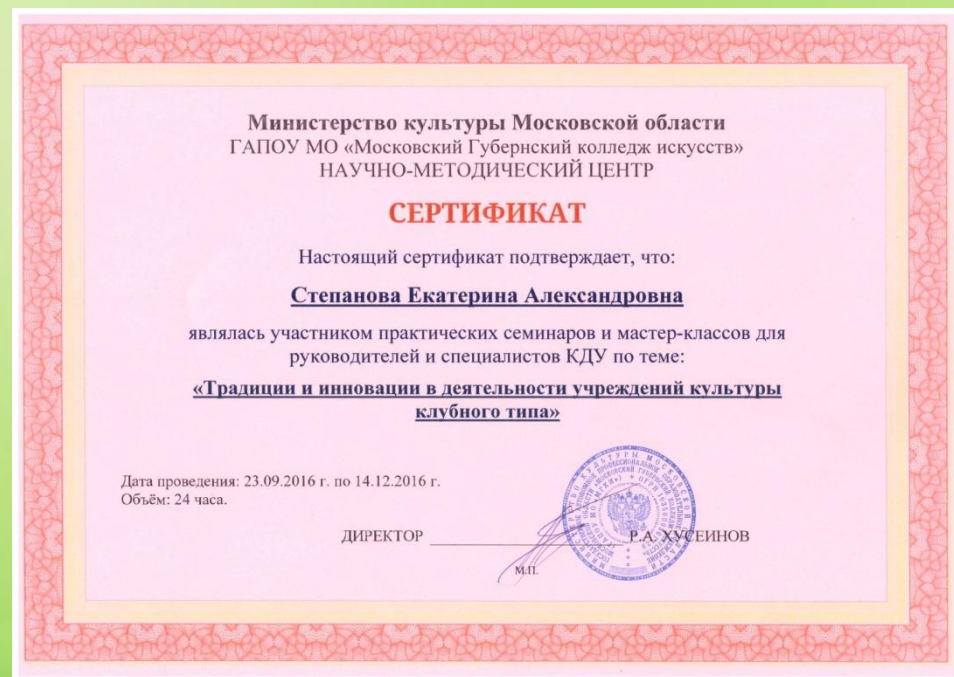 Министерство культуры Московской области
ГАПОУ МО «Московский Губернский колледж искусств»
НАУЧНО-МЕТОДИЧЕСКИЙ ЦЕНТР
СЕРТИФИКАТ
Настоящий сертификат подтверждает, что:
Степанова Екатерина Александровна
являлась участником практических семинаров и мастер-классов для
руководителей и специалистов КДУ по теме:
«Традиции и инновации в деятельности учреждений культуры
клубного типа»
Дата проведения: 23.09.2016 г. по 14.12.2016 г.
Объём: 24 часа.
ДИРЕКТОР Р.А. ХУСЕИНОВ
М.П.